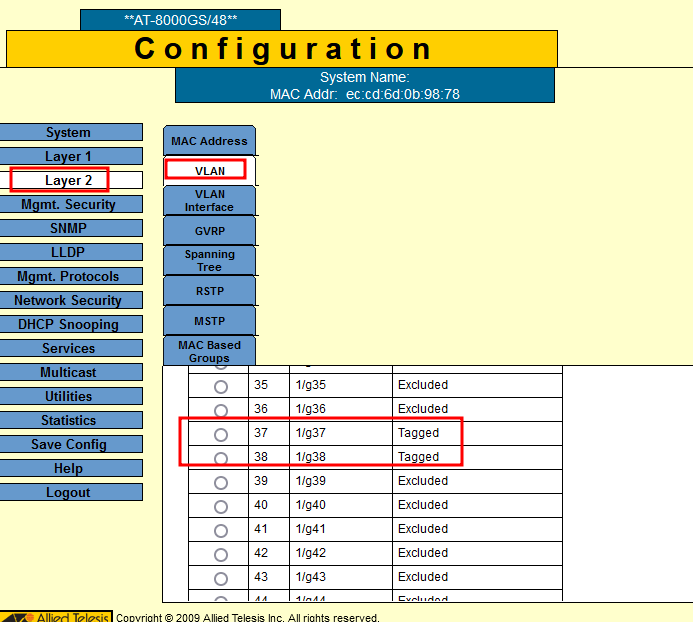 **AT-8000GS/48**
Configuration
System Name:
MAC Addr: ec:cd:6d:0b:98:78
System
Layer 1
Layer 2
Mgmt. Security
SNMP
LLDP
Mgmt. Protocols
Network Security
DHCP Snooping
Services
Multicast
Utilities
Statistics
Save Config
Help
Logout
MAC Address
VLAN
VLAN
Interface
GVRP
Spanning
Tree
RSTP
MSTP
MAC Based
Groups
35 1/g35 Excluded
36 1/g36 Excluded
37 1/g37 Tagged
38 1/g38 Tagged
39 1/g39 Excluded
40 1/g40 Excluded
41 1/g41 Excluded
42 1/g42 Excluded
43 1/g43 Excluded
44 1/g44 Excluded
Allied Telesis Copyright © 2009 Allied Telesis Inc. All rights reserved.